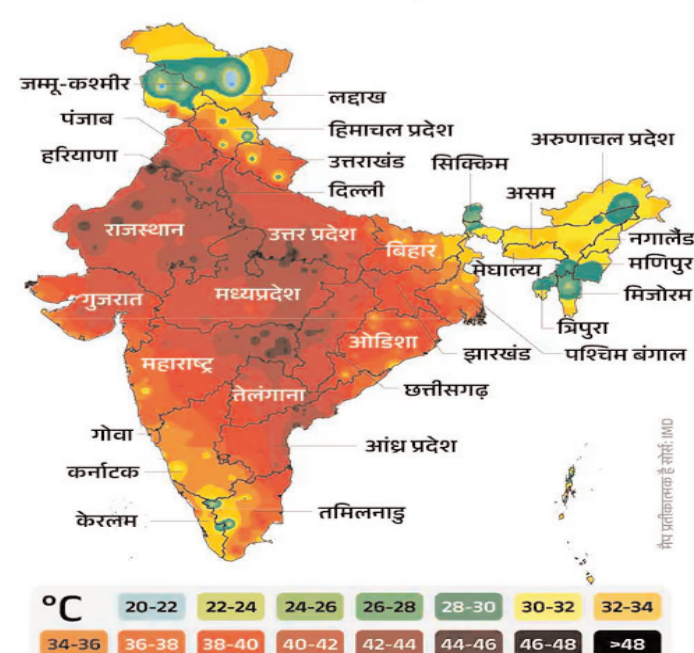 जम्मू-कश्मीर
लद्दाख
पंजाब
हिमाचल प्रदेश
हरियाणा
उत्तराखंड
सिक्किम
अरुणाचल प्रदेश
दिल्ली
असम
राजस्थान
उत्तर प्रदेश
बिहार
नगालैंड
मेघालय
मणिपुर
गुजरात
मध्यप्रदेश
मिजोरम
त्रिपुरा
ओडिशा
झारखंड
पश्चिम बंगाल
महाराष्ट्र
तेलंगाना
छत्तीसगढ़
गोवा
आंध्र प्रदेश
कर्नाटक
केरलम
तमिलनाडु
मैप प्रतीकात्मक है सोर्स: IMD
°C 20-22 22-24 24-26 26-28 28-30 30-32 32-34
34-36 36-38 38-40 40-42 42-44 44-46 46-48 >48